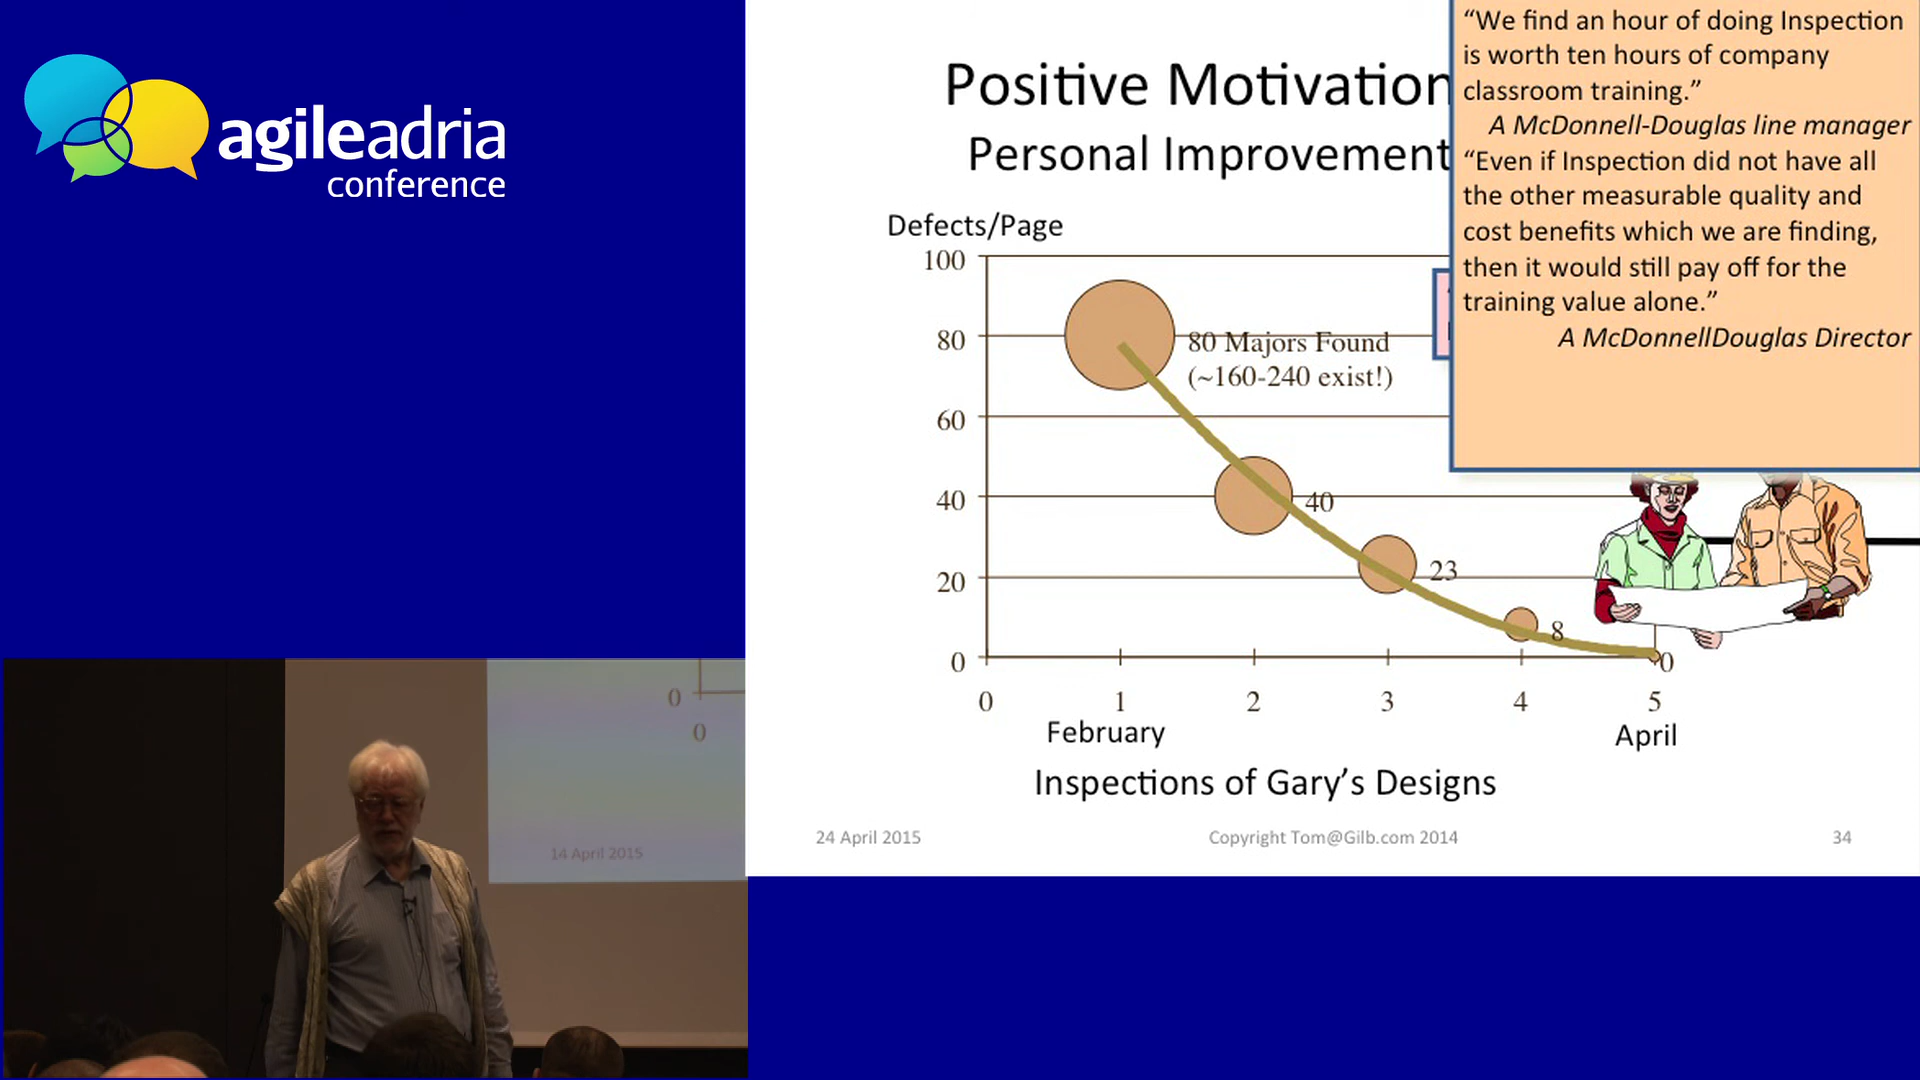 agileadria
conference
Positive Motivation
Personal Improvement
“We find an hour of doing Inspection
is worth ten hours of company
classroom training.”
A McDonnell-Douglas line manager
“Even if Inspection did not have all
the other measurable quality and
cost benefits which we are finding,
then it would still pay off for the
training value alone.”
A McDonnellDouglas Director
Defects/Page
100
80
60
40
20
0
80 Majors Found
(~160-240 exist!)
40
23
8
0
0 1 2 3 4 5
February
April
Inspections of Gary’s Designs
24 April 2015
Copyright Tom@Gilb.com 2014
34
0
0
14 April 2015